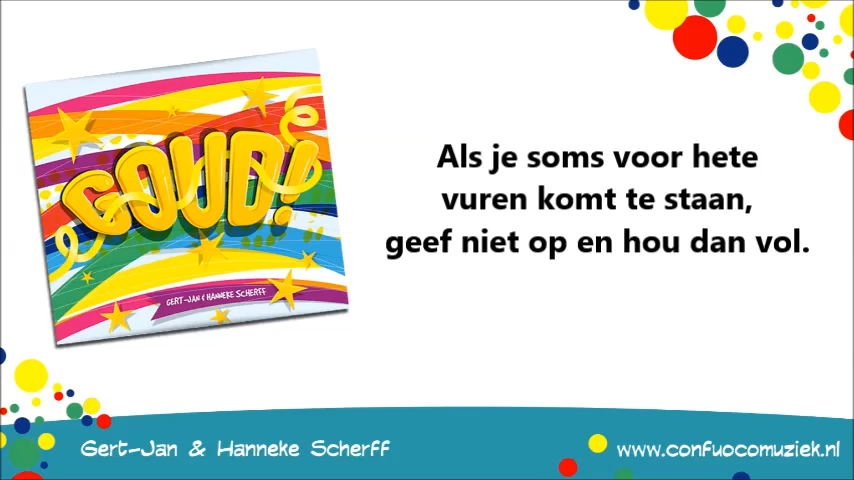 GOUD!
GERT-JAN & HANNEKE SCHERFF
Als je soms voor hete
vuren komt te staan,
geef niet op en hou dan vol.
Gert-Jan & Hanneke Scherff
www.confuocomuziek.nl